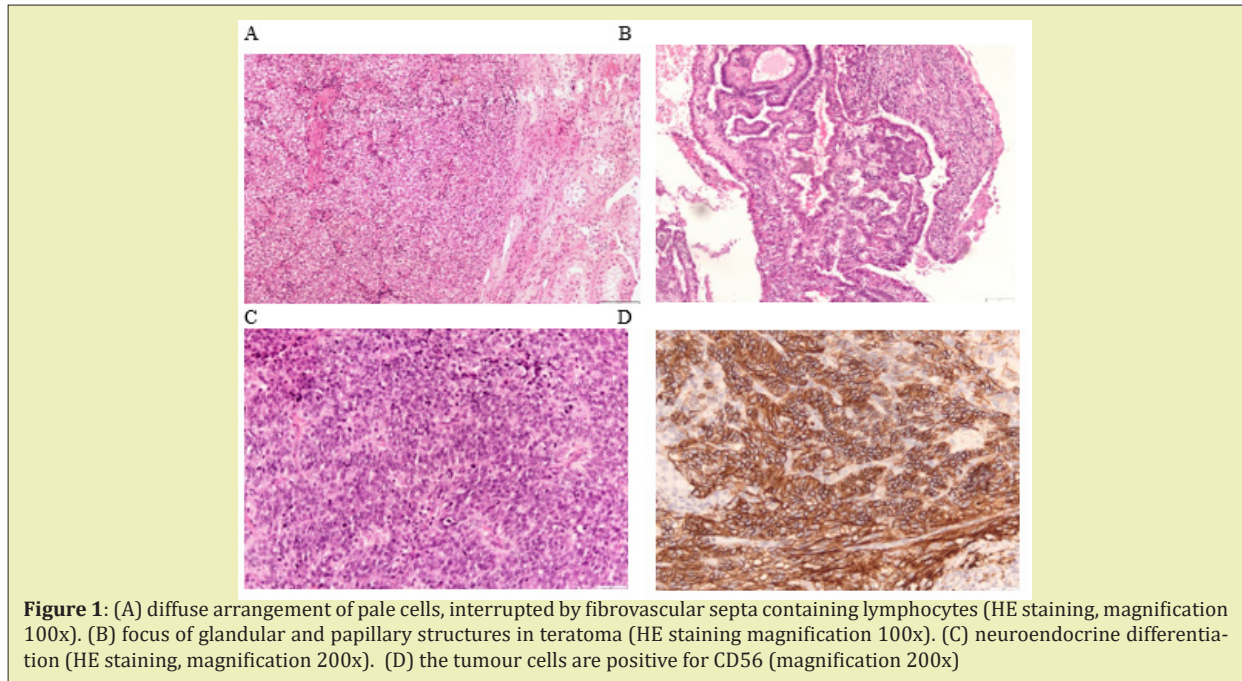 A
B
C
D
Figure 1: (A) diffuse arrangement of pale cells, interrupted by fibrovascular septa containing lymphocytes (HE staining, magnification
100x). (B) focus of glandular and papillary structures in teratoma (HE staining magnification 100x). (C) neuroendocrine differentia-
tion (HE staining, magnification 200x). (D) the tumour cells are positive for CD56 (magnification 200x)